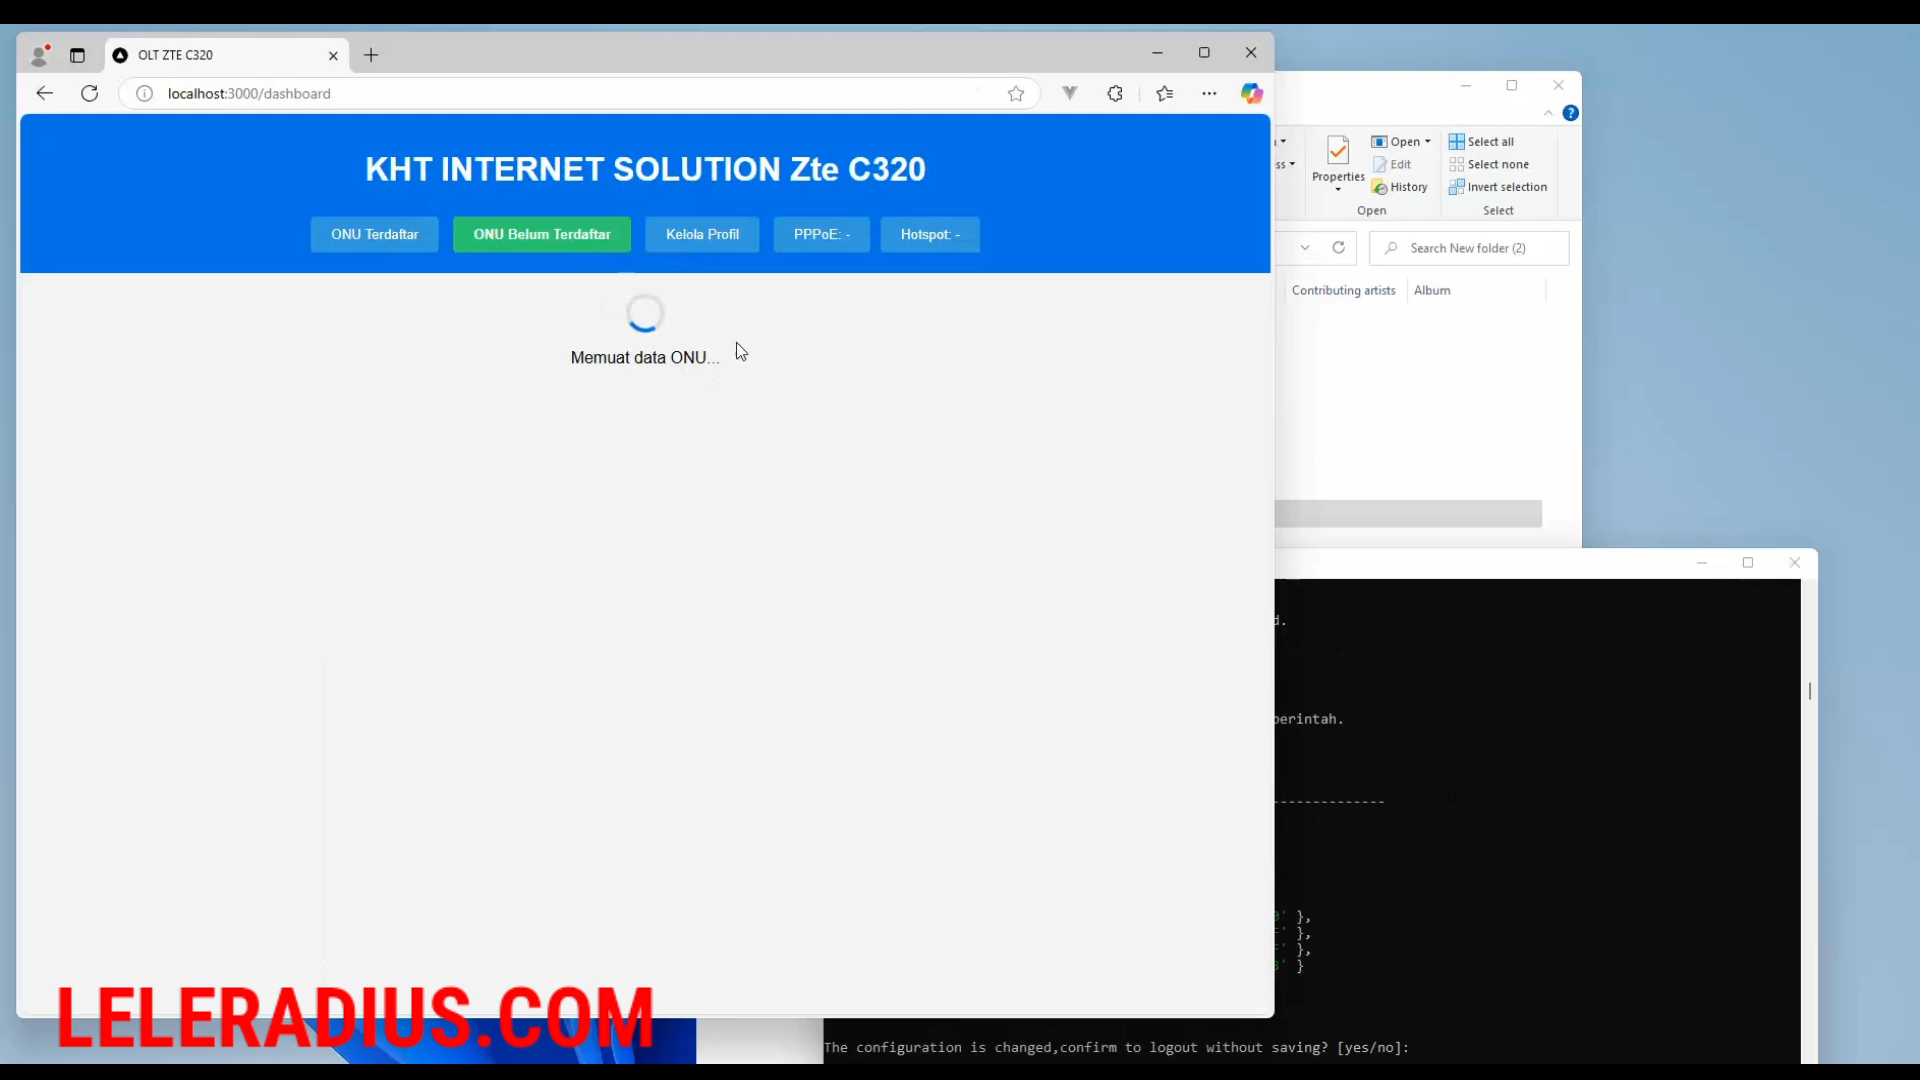 OLT ZTE C320
localhost:3000/dashboard
KHT INTERNET SOLUTION Zte C320
ONU Terdaftar
ONU Belum Terdaftar
Kelola Profil
PPPoE: -
Hotspot: -
Memuat data ONU...
Properties
Open
Edit
History
Open
Select all
Select none
Invert selection
Select
Search New folder (2)
Contributing artists
Album
d.
perintah.
--------------
' },
' },
' },
' }
The configuration is changed,confirm to logout without saving? [yes/no]:
LELERADIUS.COM